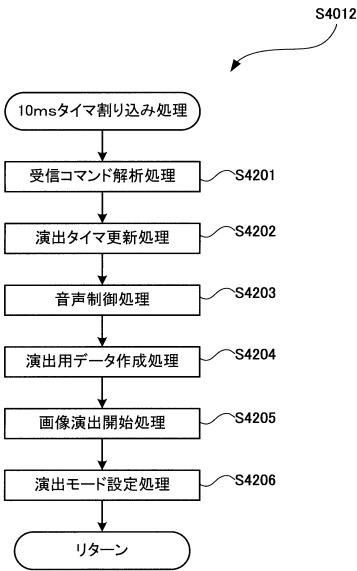 S4012
10msタイマ割り込み処理
受信コマンド解析処理 S4201
演出タイマ更新処理 S4202
音声制御処理 S4203
演出用データ作成処理 S4204
画像演出開始処理 S4205
演出モード設定処理 S4206
リターン